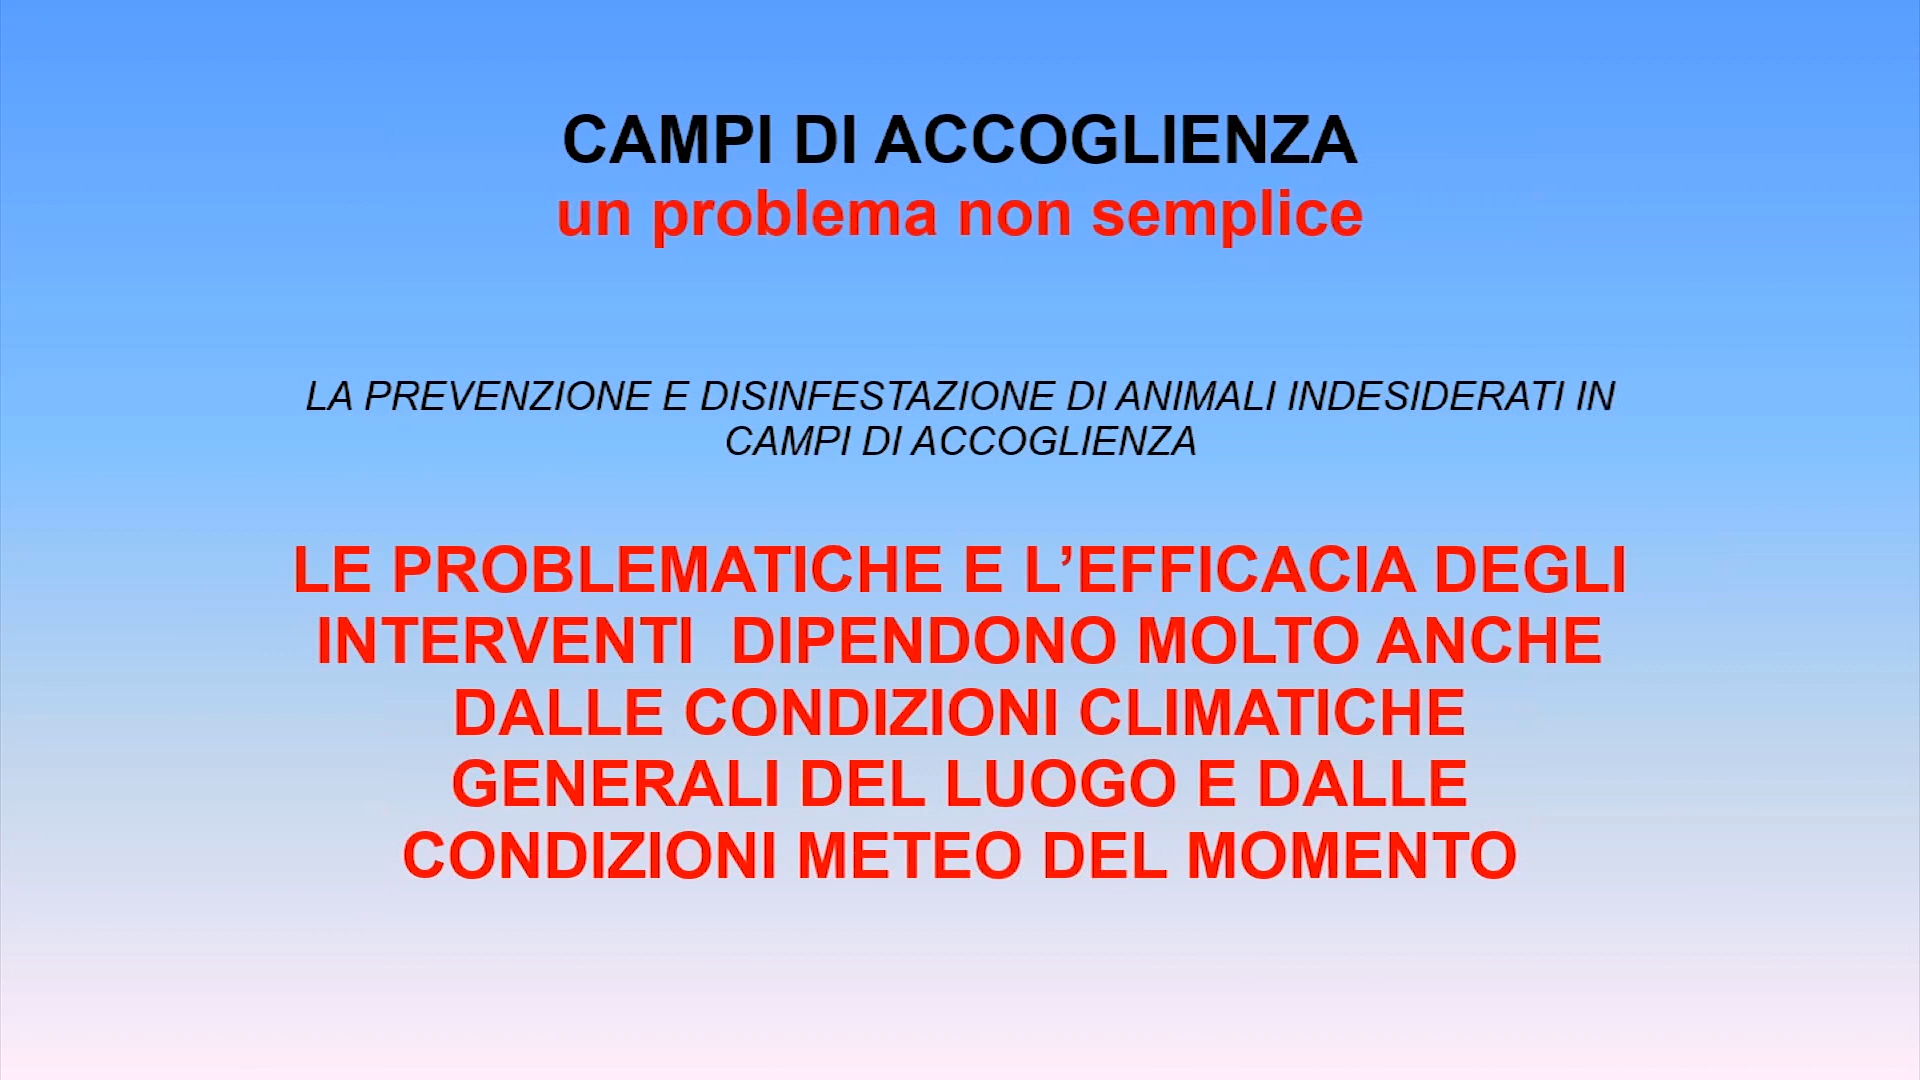 CAMPI DI ACCOGLIENZA
un problema non semplice
LA PREVENZIONE E DISINFESTAZIONE DI ANIMALI INDESIDERATI IN
CAMPI DI ACCOGLIENZA
LE PROBLEMATICHE E L’EFFICACIA DEGLI
INTERVENTI  DIPENDONO MOLTO ANCHE
DALLE CONDIZIONI CLIMATICHE
GENERALI DEL LUOGO E DALLE
CONDIZIONI METEO DEL MOMENTO